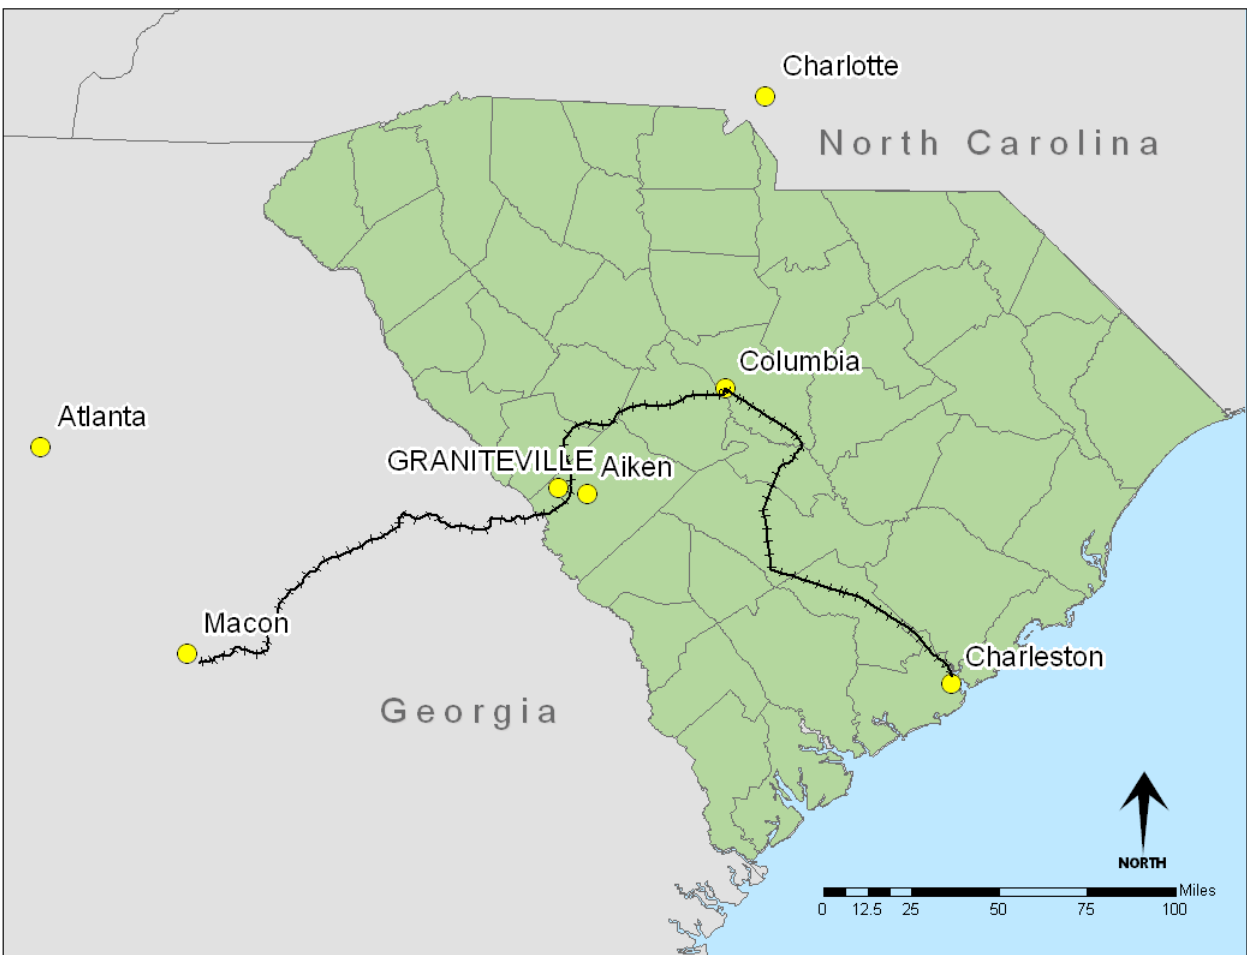 Charlotte
North Carolina
Columbia
Atlanta
GRANITEVILLE
Aiken
Macon
Charleston
Georgia
NORTH
Miles
0 12.5 25 50 75 100